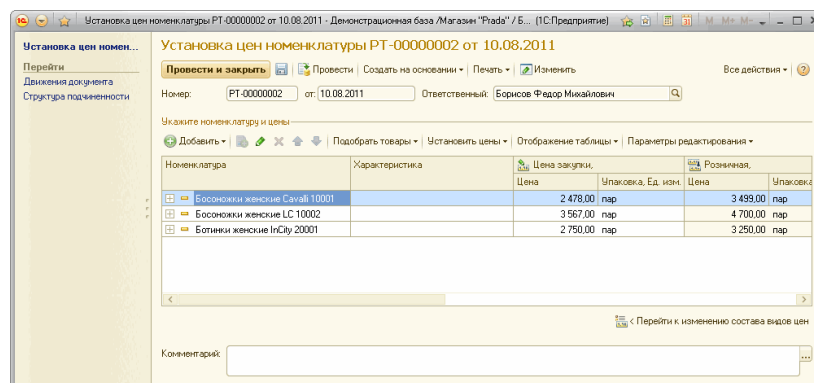 Установка цен номенклатуры РТ-00000002 от 10.08.2011 - Демонстрационная база /Магазин "Prada" / Б... (1С:Предприятие) M M+ M-
Установка цен номен...
Перейти
Движения документа
Структура подчиненности
Установка цен номенклатуры РТ-00000002 от 10.08.2011
Провести и закрыть Провести Создать на основании Печать Изменить Все действия
Номер: РТ-00000002 от: 10.08.2011 Ответственный: Борисов Федор Михайлович
Укажите номенклатуру и цены
Добавить Подобрать товары Установить цены Отображение таблицы Параметры редактирования
Номенклатура Характеристика Цена закупки, Розничная,
Цена Упаковка, Ед. изм. Цена Упаковка
Босоножки женские Cavalli 10001 2 478,00 пар 3 499,00 пар
Босоножки женские LC 10002 3 567,00 пар 4 700,00 пар
Ботинки женские InCity 20001 2 750,00 пар 3 250,00 пар
< Перейти к изменению состава видов цен
Комментарий: